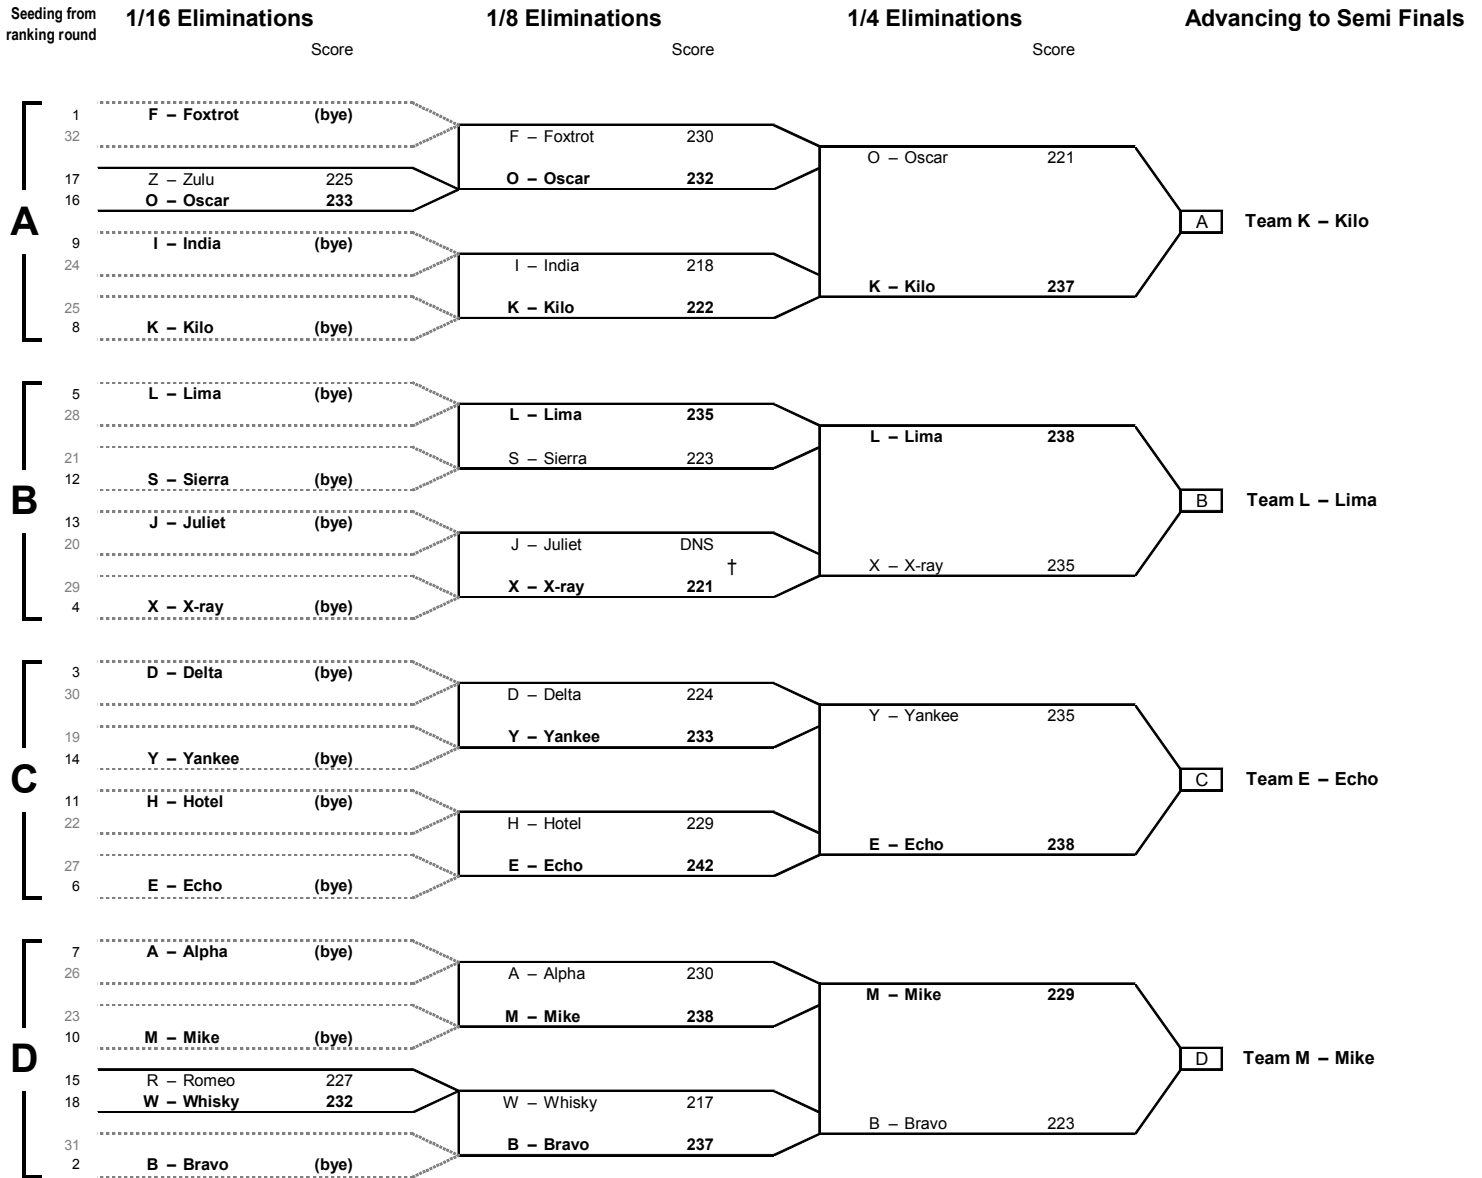 Seeding from ranking round 1/16 Eliminations 1/8 Eliminations 1/4 Eliminations Advancing to Semi Finals
Score Score Score
A
1 F – Foxtrot (bye)
32 F – Foxtrot 230
O – Oscar 221
17 Z – Zulu 225 O – Oscar 232
16 O – Oscar 233
A Team K – Kilo
9 I – India (bye)
24 I – India 218
K – Kilo 237
25 K – Kilo 222
8 K – Kilo (bye)
B
5 L – Lima (bye)
28 L – Lima 235
L – Lima 238
21 S – Sierra 223
12 S – Sierra (bye)
B Team L – Lima
13 J – Juliet (bye)
20 J – Juliet DNS
† X – X-ray 235
29 X – X-ray 221
4 X – X-ray (bye)
C
3 D – Delta (bye)
30 D – Delta 224
Y – Yankee 235
19 Y – Yankee 233
14 Y – Yankee (bye)
C Team E – Echo
11 H – Hotel (bye)
22 H – Hotel 229
E – Echo 238
27 E – Echo 242
6 E – Echo (bye)
D
7 A – Alpha (bye)
26 A – Alpha 230
M – Mike 229
23 M – Mike 238
10 M – Mike (bye)
D Team M – Mike
15 R – Romeo 227
18 W – Whisky 232 W – Whisky 217
B – Bravo 223
31 B – Bravo 237
2 B – Bravo (bye)